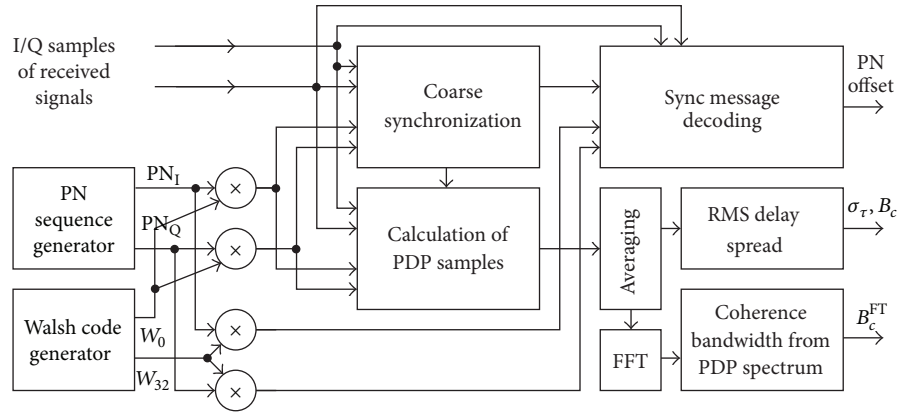 I/Q samples
of received
signals
Coarse
synchronization
Sync message
decoding
PN
offset
PN
sequence
generator
PN_I
PN_Q
×
×
Calculation of
PDP samples
Averaging
RMS delay
spread
σ_τ, B_c
Walsh code
generator
W_0
W_32
×
×
FFT
Coherence
bandwidth from
PDP spectrum
B_c^FT